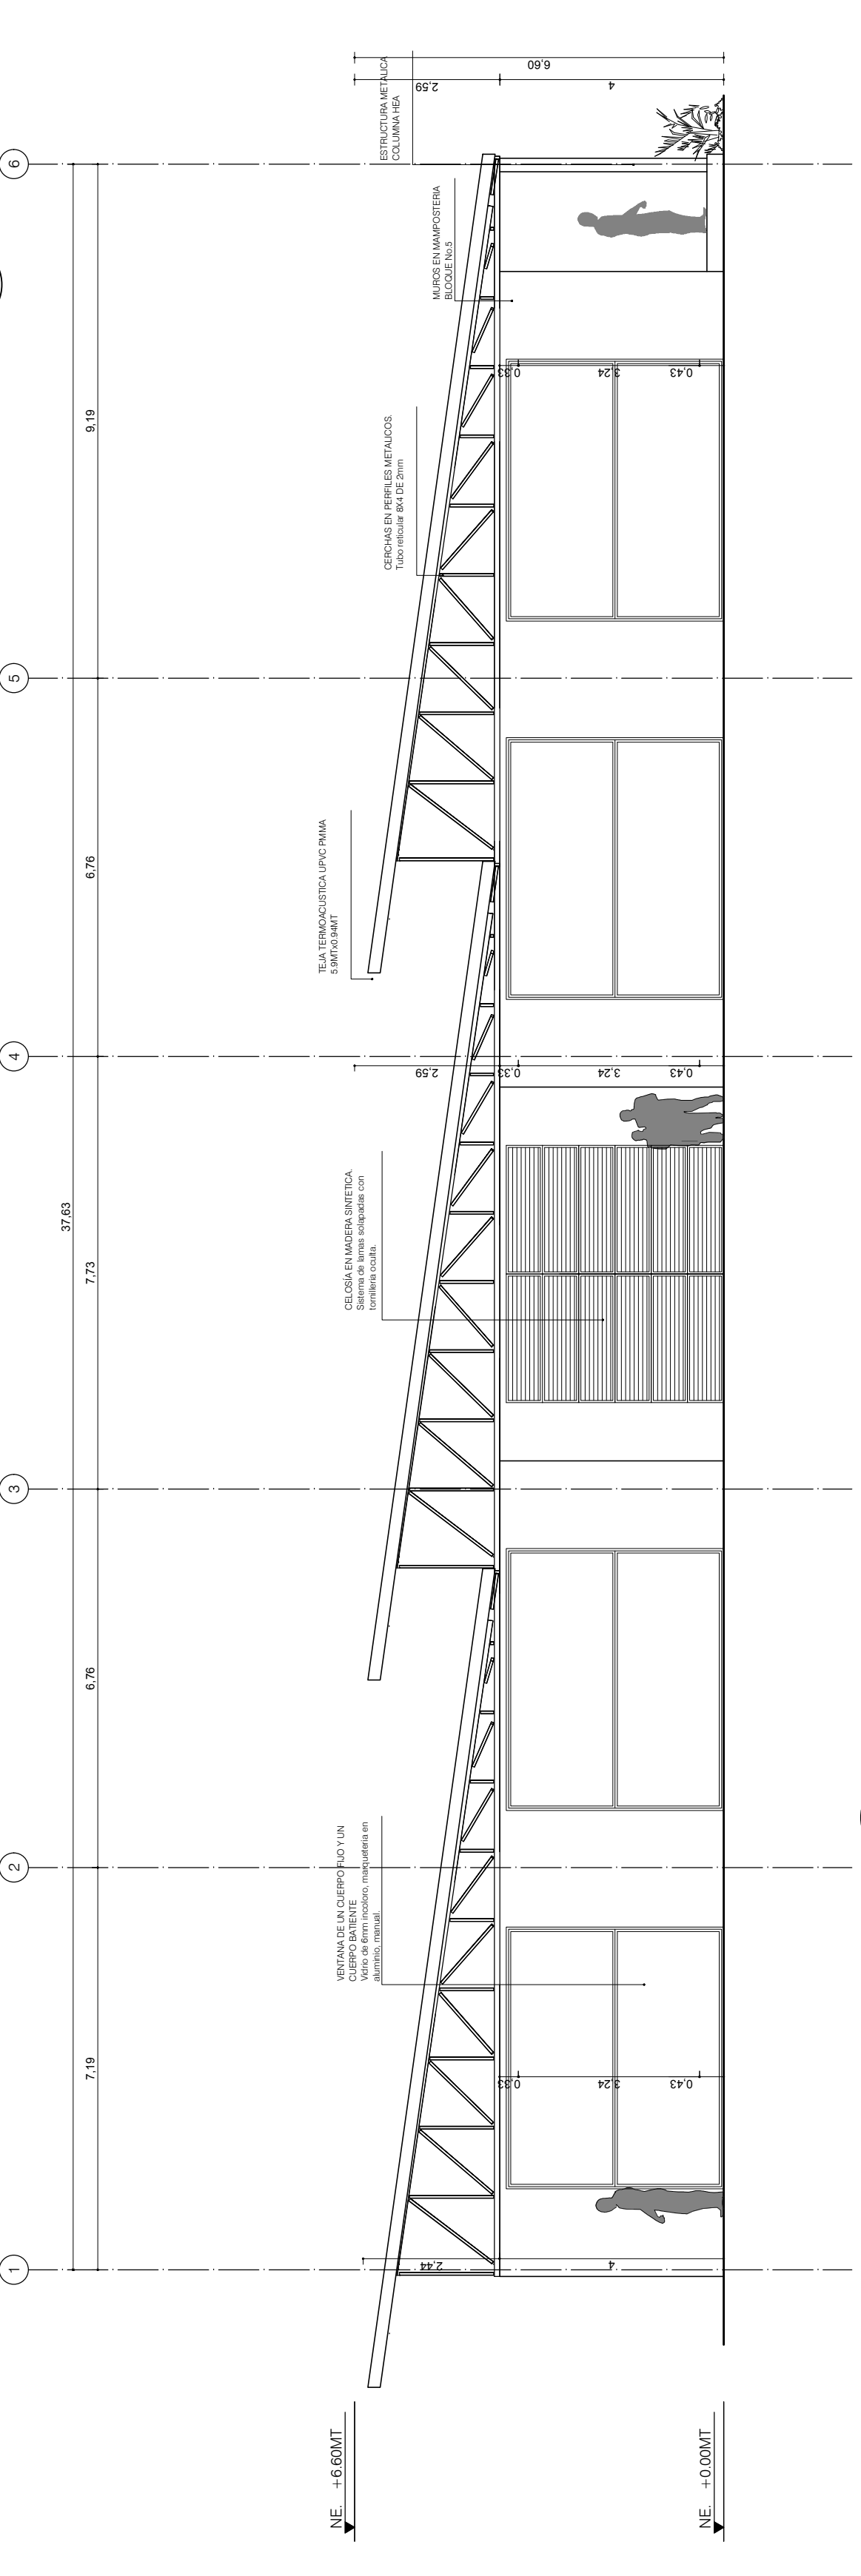 1
2
3
4
5
6
37,63
7,19
6,76
7,73
6,76
9,19
NE. +6.60MT
NE. +0.00MT
VENTANA DE UN CUERPO FIJO Y UN
CUERPO BATIENTE
Vidrio de 6mm incoloro, marqueteria en
aluminio, manual.
CELOSÍA EN MADERA SINTETICA.
Sistema de lamas solapadas con
tornilleria oculta.
TEJA TERMOACUSTICA UPVC PMMA
5.9MTx0.94MT
CERCHAS EN PERFILES METALICOS.
Tubo reticular 8X4 DE 2mm
MUROS EN MAMPOSTERIA
BLOQUE No.5
ESTRUCTURA METALICA
COLUMNA HEA
2,44
4
0,33
3,24
0,43
2,59
0,33
3,24
0,43
0,33
3,24
0,43
2,59
4
6,60